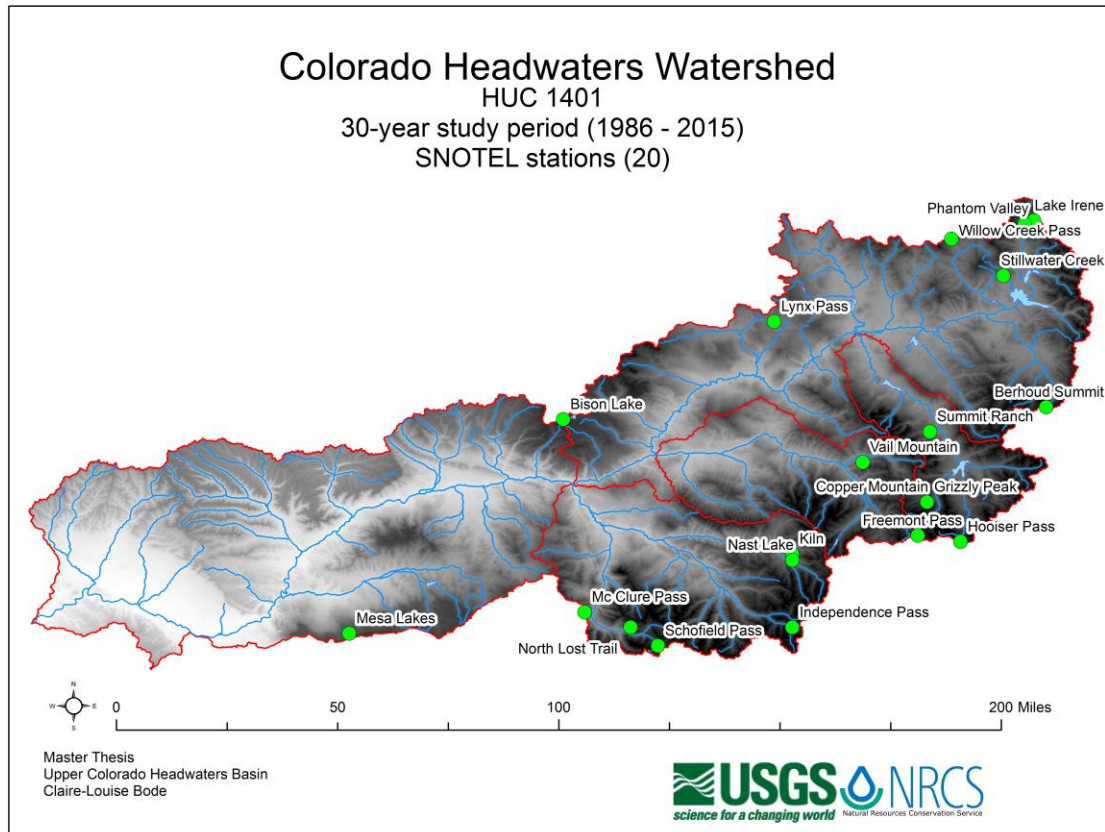 Colorado Headwaters Watershed
HUC 1401
30-year study period (1986 - 2015)
SNOTEL stations (20)
Phantom Valley
Lake Irene
Willow Creek Pass
Stillwater Creek
Lynx Pass
Berhoud Summit
Bison Lake
Summit Ranch
Vail Mountain
Copper Mountain
Grizzly Peak
Freemont Pass
Hooiser Pass
Nast Lake
Kiln
Mc Clure Pass
Independence Pass
Mesa Lakes
Schofield Pass
North Lost Trail
N
W
E
S
0
50
100
200 Miles
Master Thesis
Upper Colorado Headwaters Basin
Claire-Louise Bode
USGS
science for a changing world
NRCS
Natural Resources Conservation Service